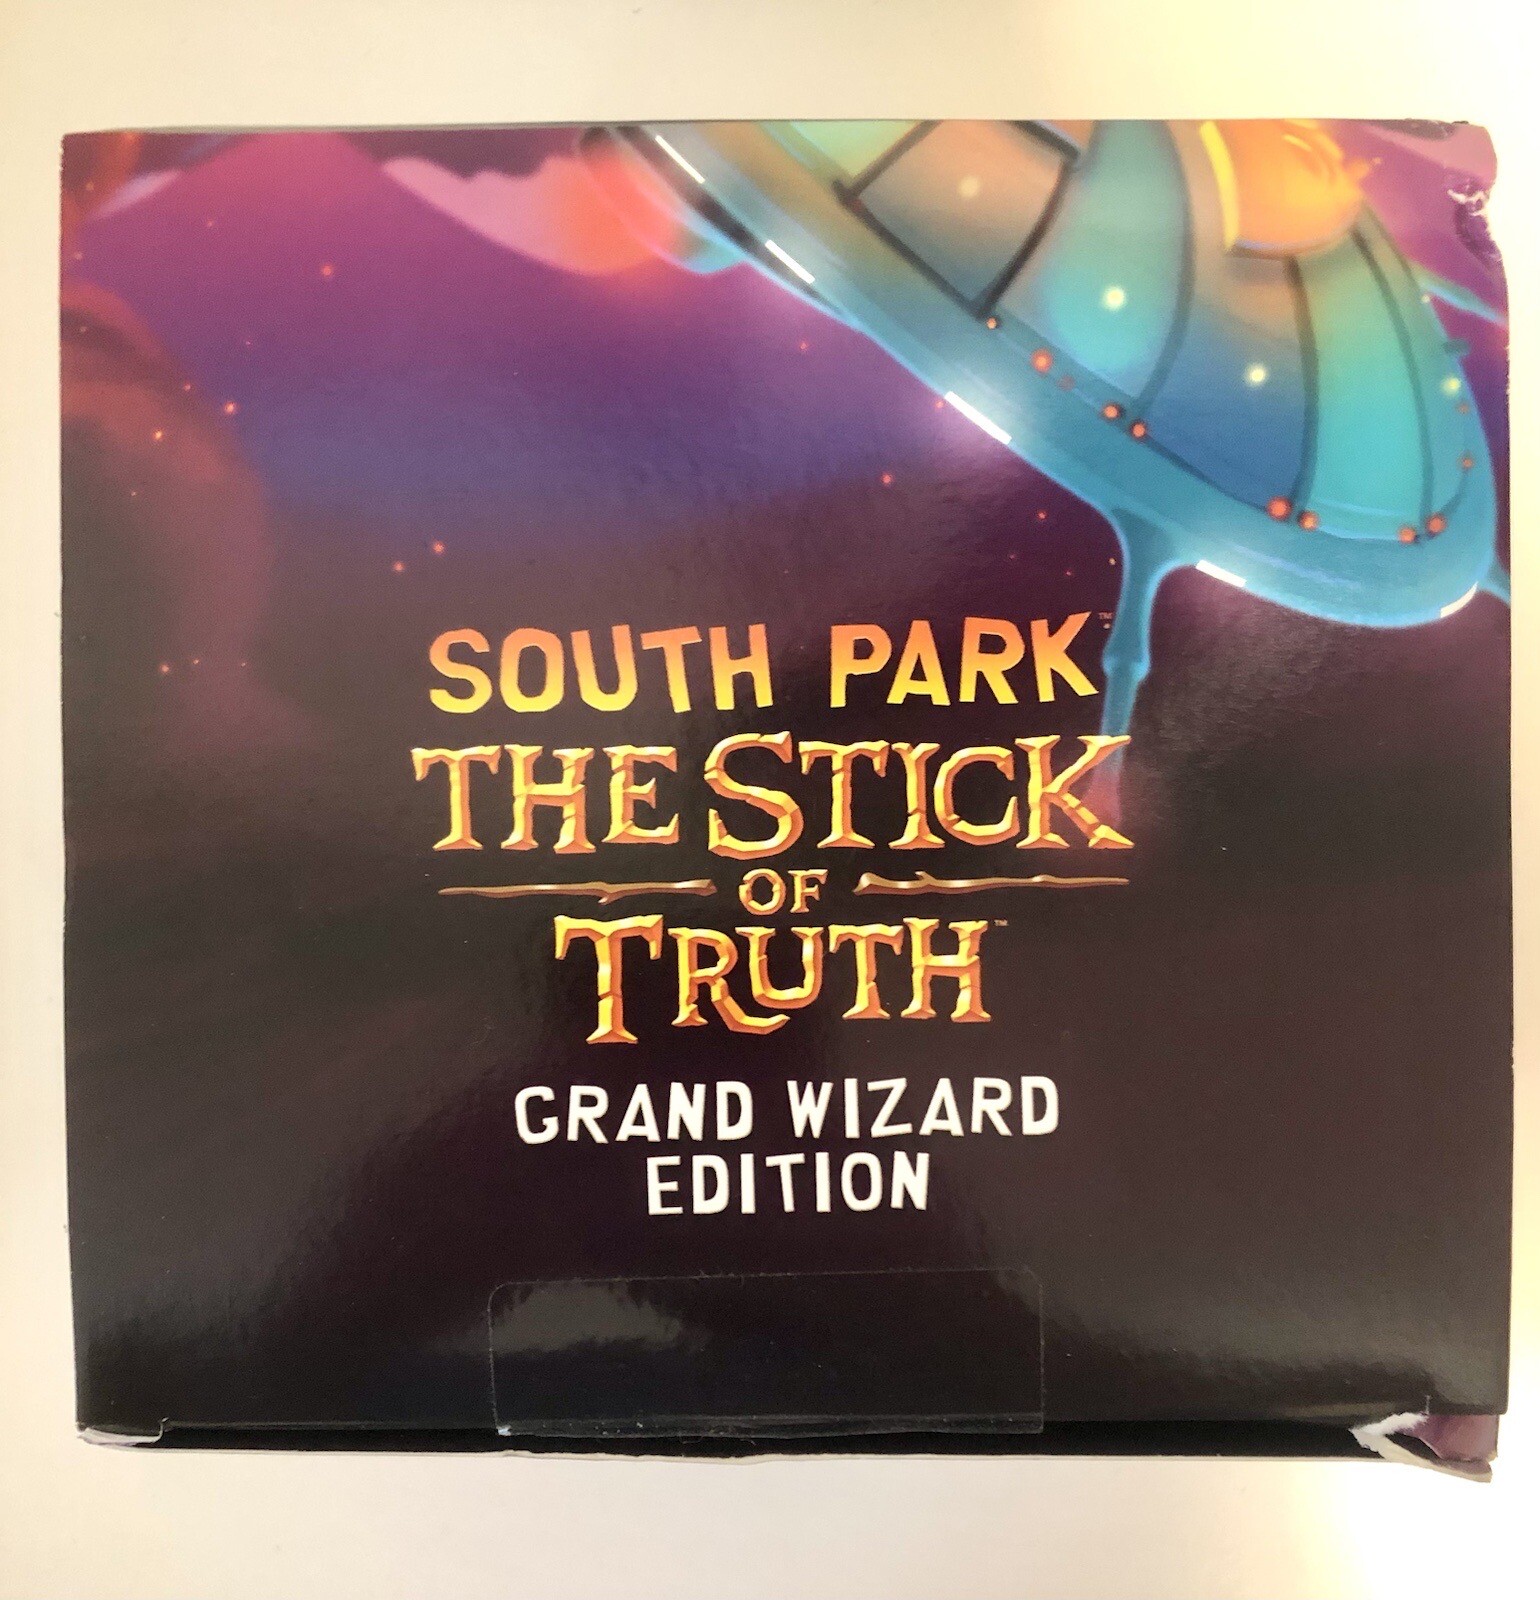 SOUTH PARK™
THE STICK
OF
TRUTH™
GRAND WIZARD
EDITION